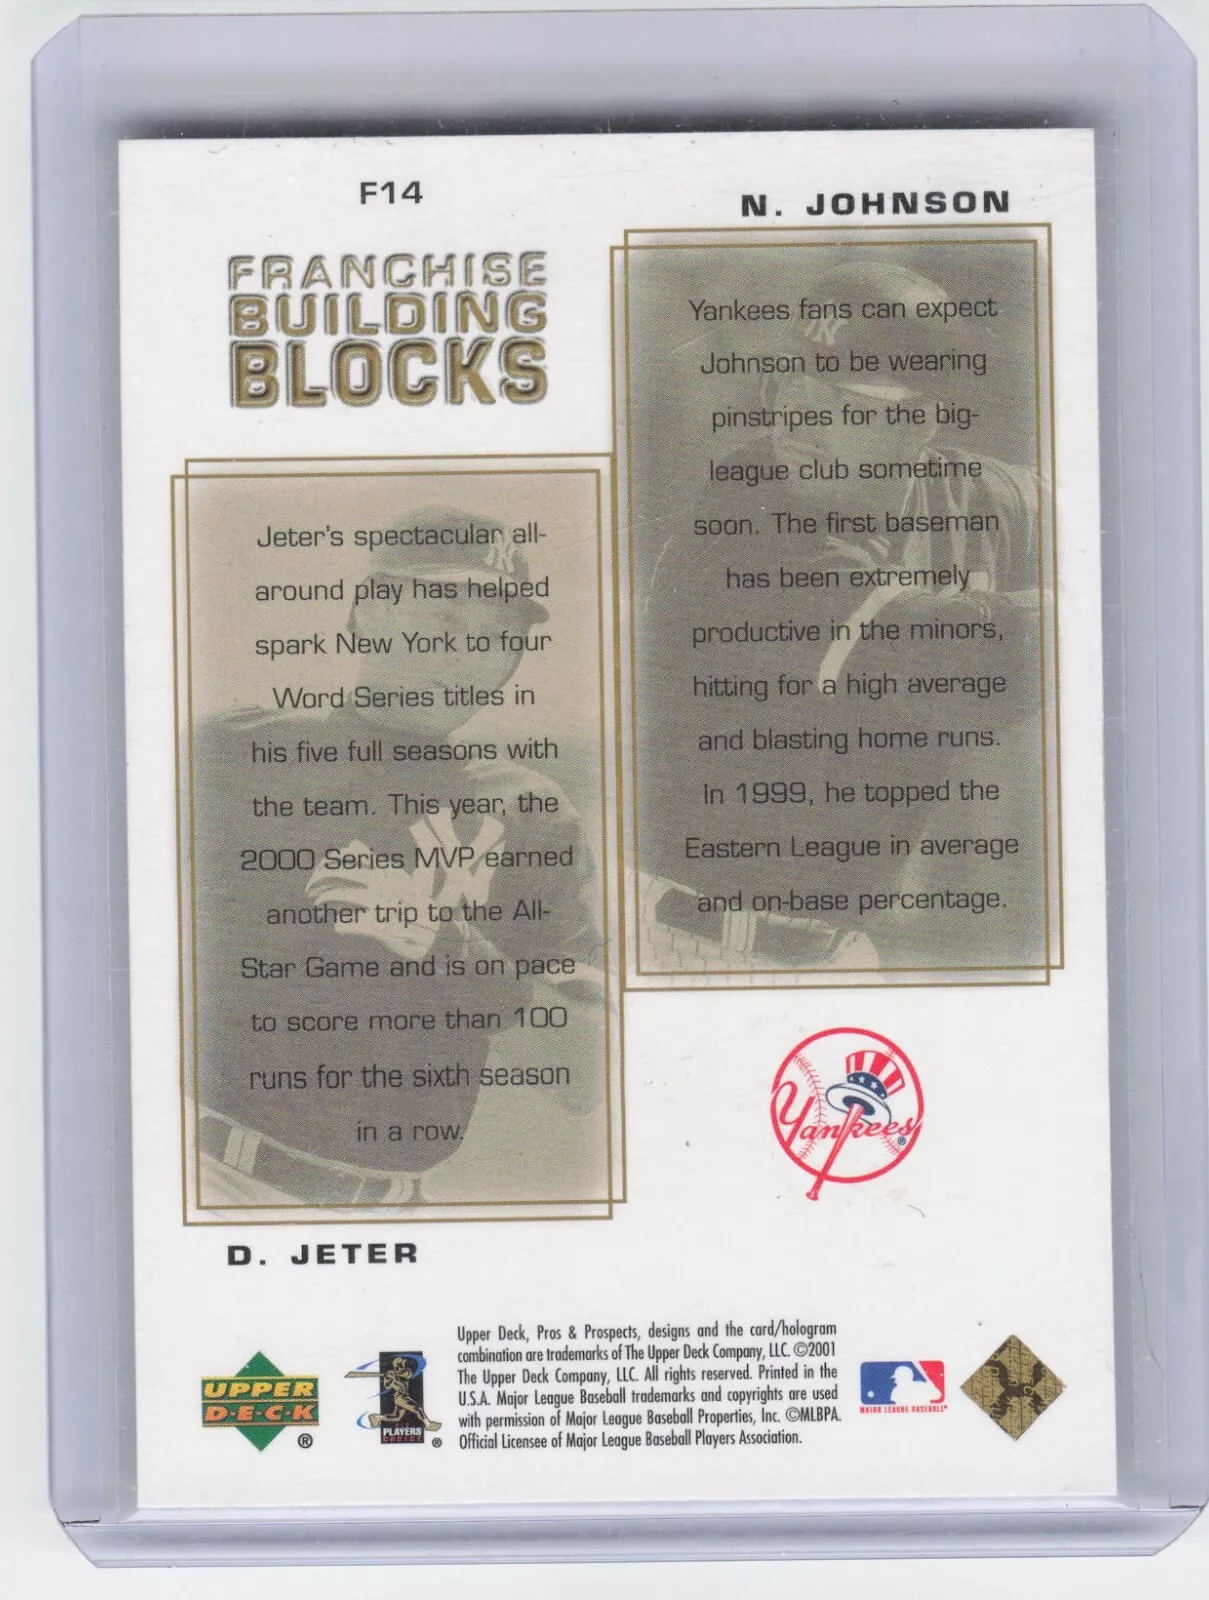 F14
FRANCHISE
BUILDING
BLOCKS
N. JOHNSON
Yankees fans can expect
Johnson to be wearing
pinstripes for the big-
league club sometime
soon. The first baseman
has been extremely
productive in the minors,
hitting for a high average
and blasting home runs.
In 1999, he topped the
Eastern League in average
and on-base percentage.
Jeter's spectacular all-
around play has helped
spark New York to four
Word Series titles in
his five full seasons with
the team. This year, the
2000 Series MVP earned
another trip to the All-
Star Game and is on pace
to score more than 100
runs for the sixth season
in a row.
D. JETER
Yankees®
UPPER
D·E·C·K
®
PLAYERS
CHOICE
®
Upper Deck, Pros & Prospects, designs and the card/hologram
combination are trademarks of The Upper Deck Company, LLC. ©2001
The Upper Deck Company, LLC. All rights reserved. Printed in the
U.S.A. Major League Baseball trademarks and copyrights are used
with permission of Major League Baseball Properties, Inc. ©MLBPA.
Official Licensee of Major League Baseball Players Association.
MAJOR LEAGUE BASEBALL